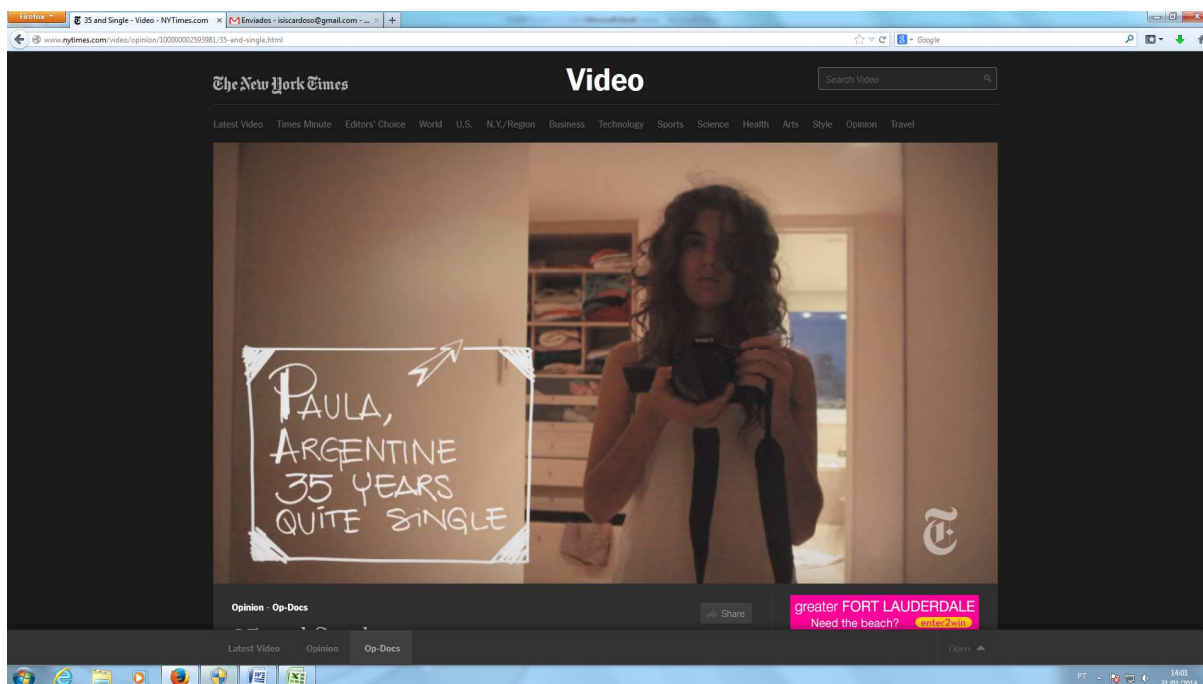 Firefox
35 and Single - Video - NYTimes.com
Enviados - isiscardoso@gmail.com - ...
www.nytimes.com/video/opinion/100000002593981/35-and-single.html
Google
The New York Times
Video
Search Video
Latest Video Times Minute Editors' Choice World U.S. N.Y./Region Business Technology Sports Science Health Arts Style Opinion Travel
PAULA,
ARGENTINE
35 YEARS
QUITE SINGLE
T
Opinion - Op-Docs
Share
greater FORT LAUDERDALE
Need the beach? enter2win
Latest Video Opinion Op-Docs
Open
PT
14:01
21/01/2014